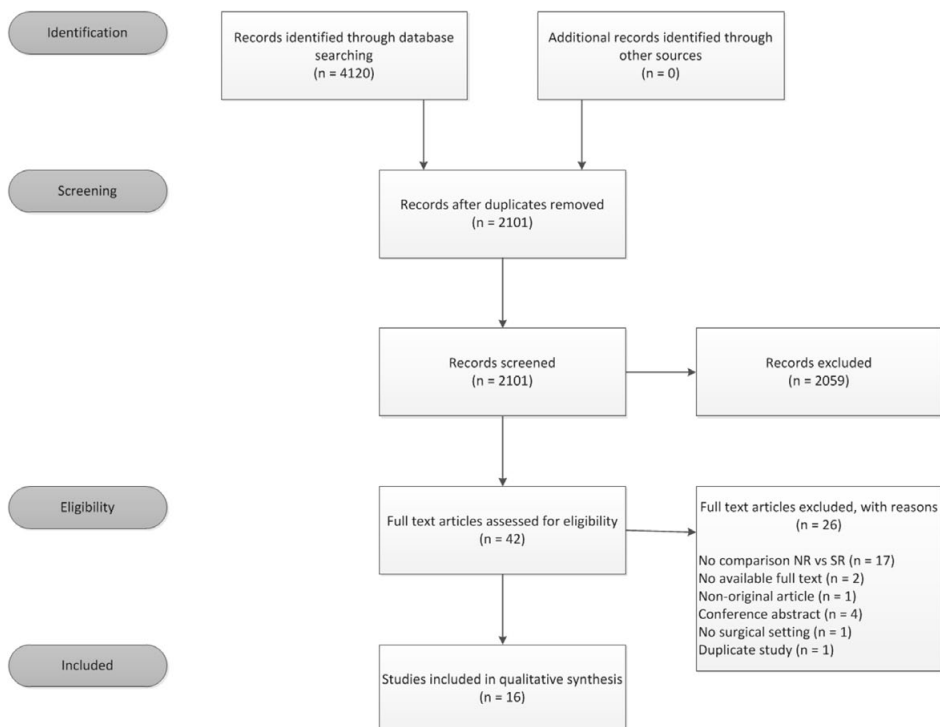 Identification
Records identified through database
searching
(n = 4120)
Additional records identified through
other sources
(n = 0)
Screening
Records after duplicates removed
(n = 2101)
Records screened
(n = 2101)
Records excluded
(n = 2059)
Eligibility
Full text articles assessed for eligibility
(n = 42)
Full text articles excluded, with reasons
(n = 26)
No comparison NR vs SR (n = 17)
No available full text (n = 2)
Non-original article (n = 1)
Conference abstract (n = 4)
No surgical setting (n = 1)
Duplicate study (n = 1)
Included
Studies included in qualitative synthesis
(n = 16)